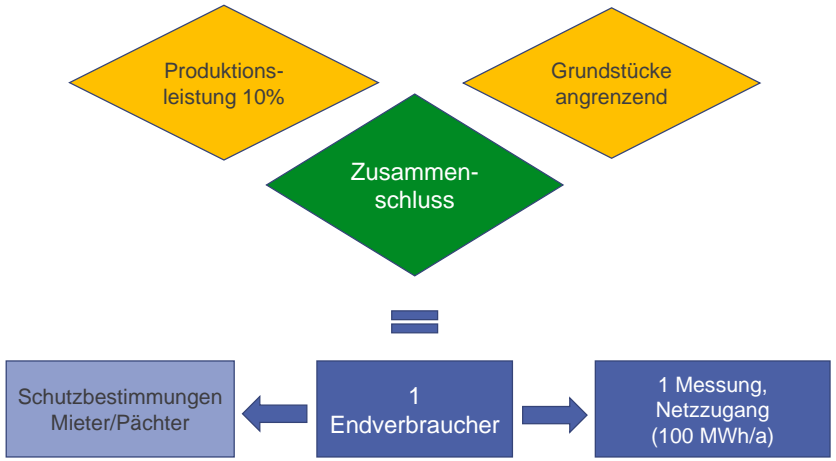 Produktions-
leistung 10%
Grundstücke
angrenzend
Zusammen-
schluss
=
Schutzbestimmungen
Mieter/Pächter
1
Endverbraucher
1 Messung,
Netzzugang
(100 MWh/a)